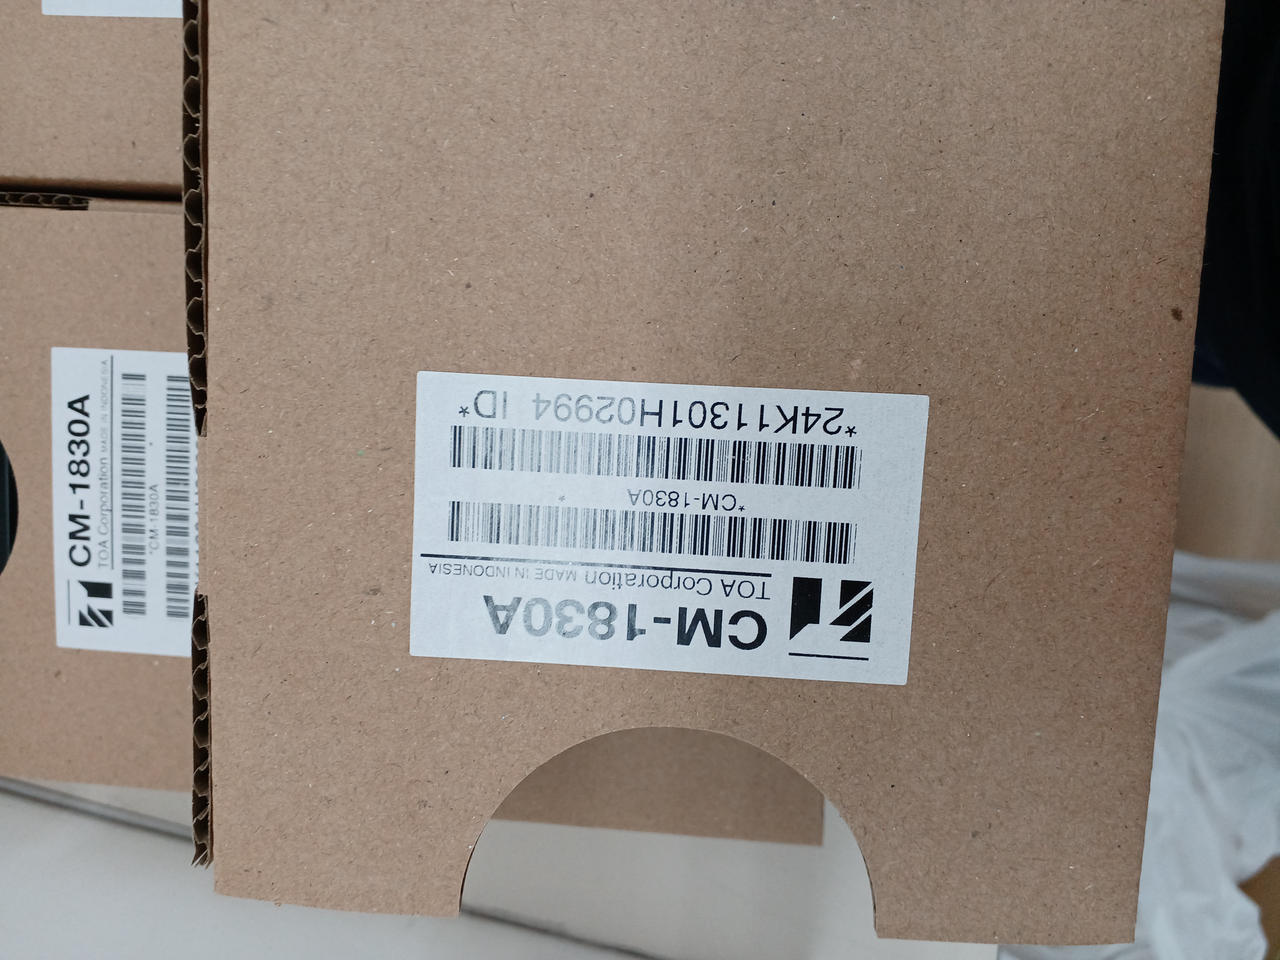 CM-1830A
TOA Corporation MADE IN INDONESIA
*CM-1830A *
*24K11301H02994 ID*
CM-1830A
TOA Corporation MADE IN INDONESIA
*CM-1830A *